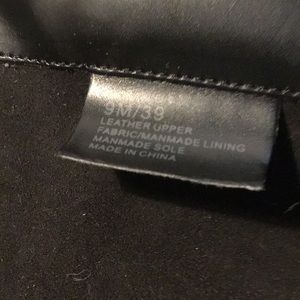 9M/39
LEATHER UPPER
FABRIC/MANMADE LINING
MANMADE SOLE
MADE IN CHINA